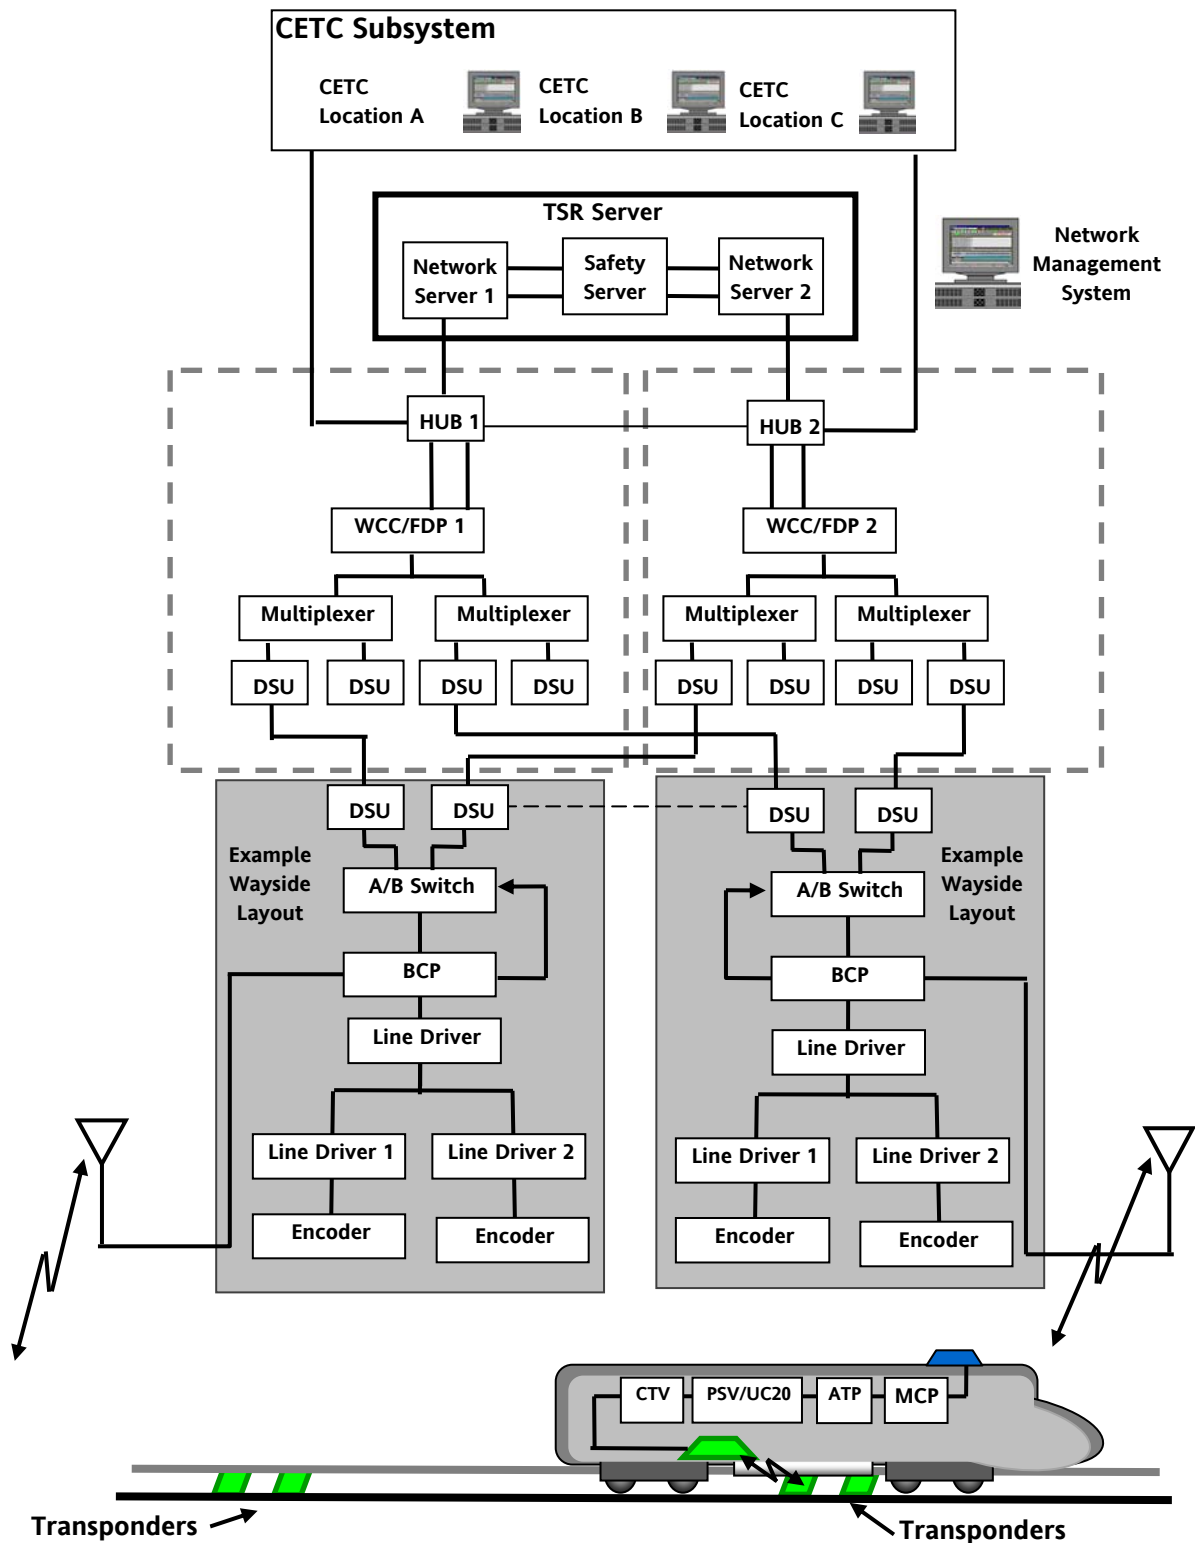 CETC Subsystem
CETC
Location A
CETC
Location B
CETC
Location C
TSR Server
Network
Server 1
Safety
Server
Network
Server 2
Network
Management
System
HUB 1
HUB 2
WCC/FDP 1
WCC/FDP 2
Multiplexer
Multiplexer
Multiplexer
Multiplexer
DSU
DSU
DSU
DSU
DSU
DSU
DSU
DSU
DSU
DSU
DSU
DSU
Example
Wayside
Layout
A/B Switch
BCP
Line Driver
Line Driver 1
Line Driver 2
Encoder
Encoder
Example
Wayside
Layout
A/B Switch
BCP
Line Driver
Line Driver 1
Line Driver 2
Encoder
Encoder
CTV
PSV/UC20
ATP
MCP
Transponders
Transponders